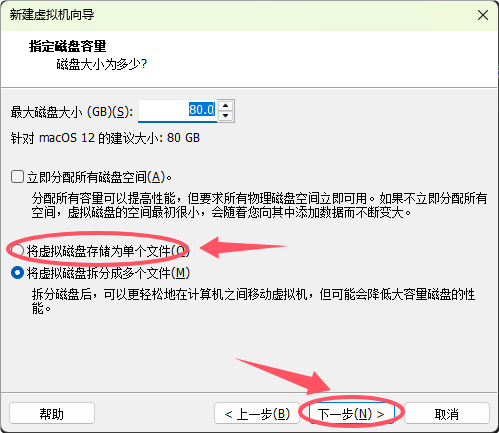 新建虚拟机向导
指定磁盘容量
磁盘大小为多少?
最大磁盘大小 (GB)(S): 80.0
针对 macOS 12 的建议大小: 80 GB
立即分配所有磁盘空间(A)。
分配所有容量可以提高性能，但要求所有物理磁盘空间立即可用。如果不立即分配所有
空间，虚拟磁盘的空间最初很小，会随着您向其中添加数据而不断变大。
将虚拟磁盘存储为单个文件(O)
将虚拟磁盘拆分成多个文件(M)
拆分磁盘后，可以更轻松地在计算机之间移动虚拟机，但可能会降低大容量磁盘的性
能。
帮助 < 上一步(B) 下一步(N) > 取消